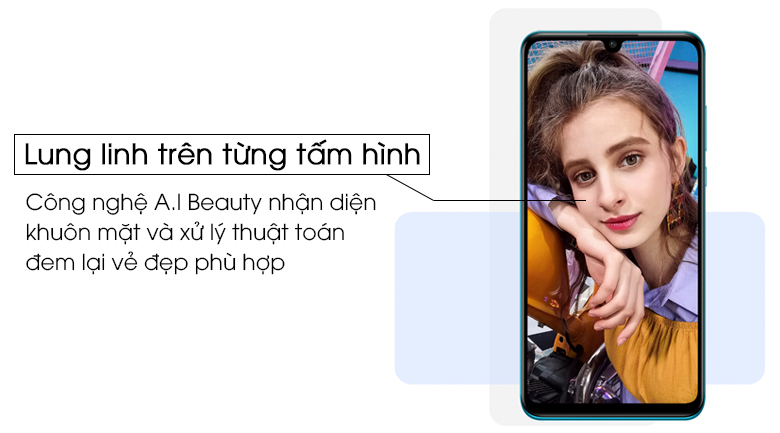 Lung linh trên từng tấm hình
Công nghệ A.I Beauty nhận diện
khuôn mặt và xử lý thuật toán
đem lại vẻ đẹp phù hợp